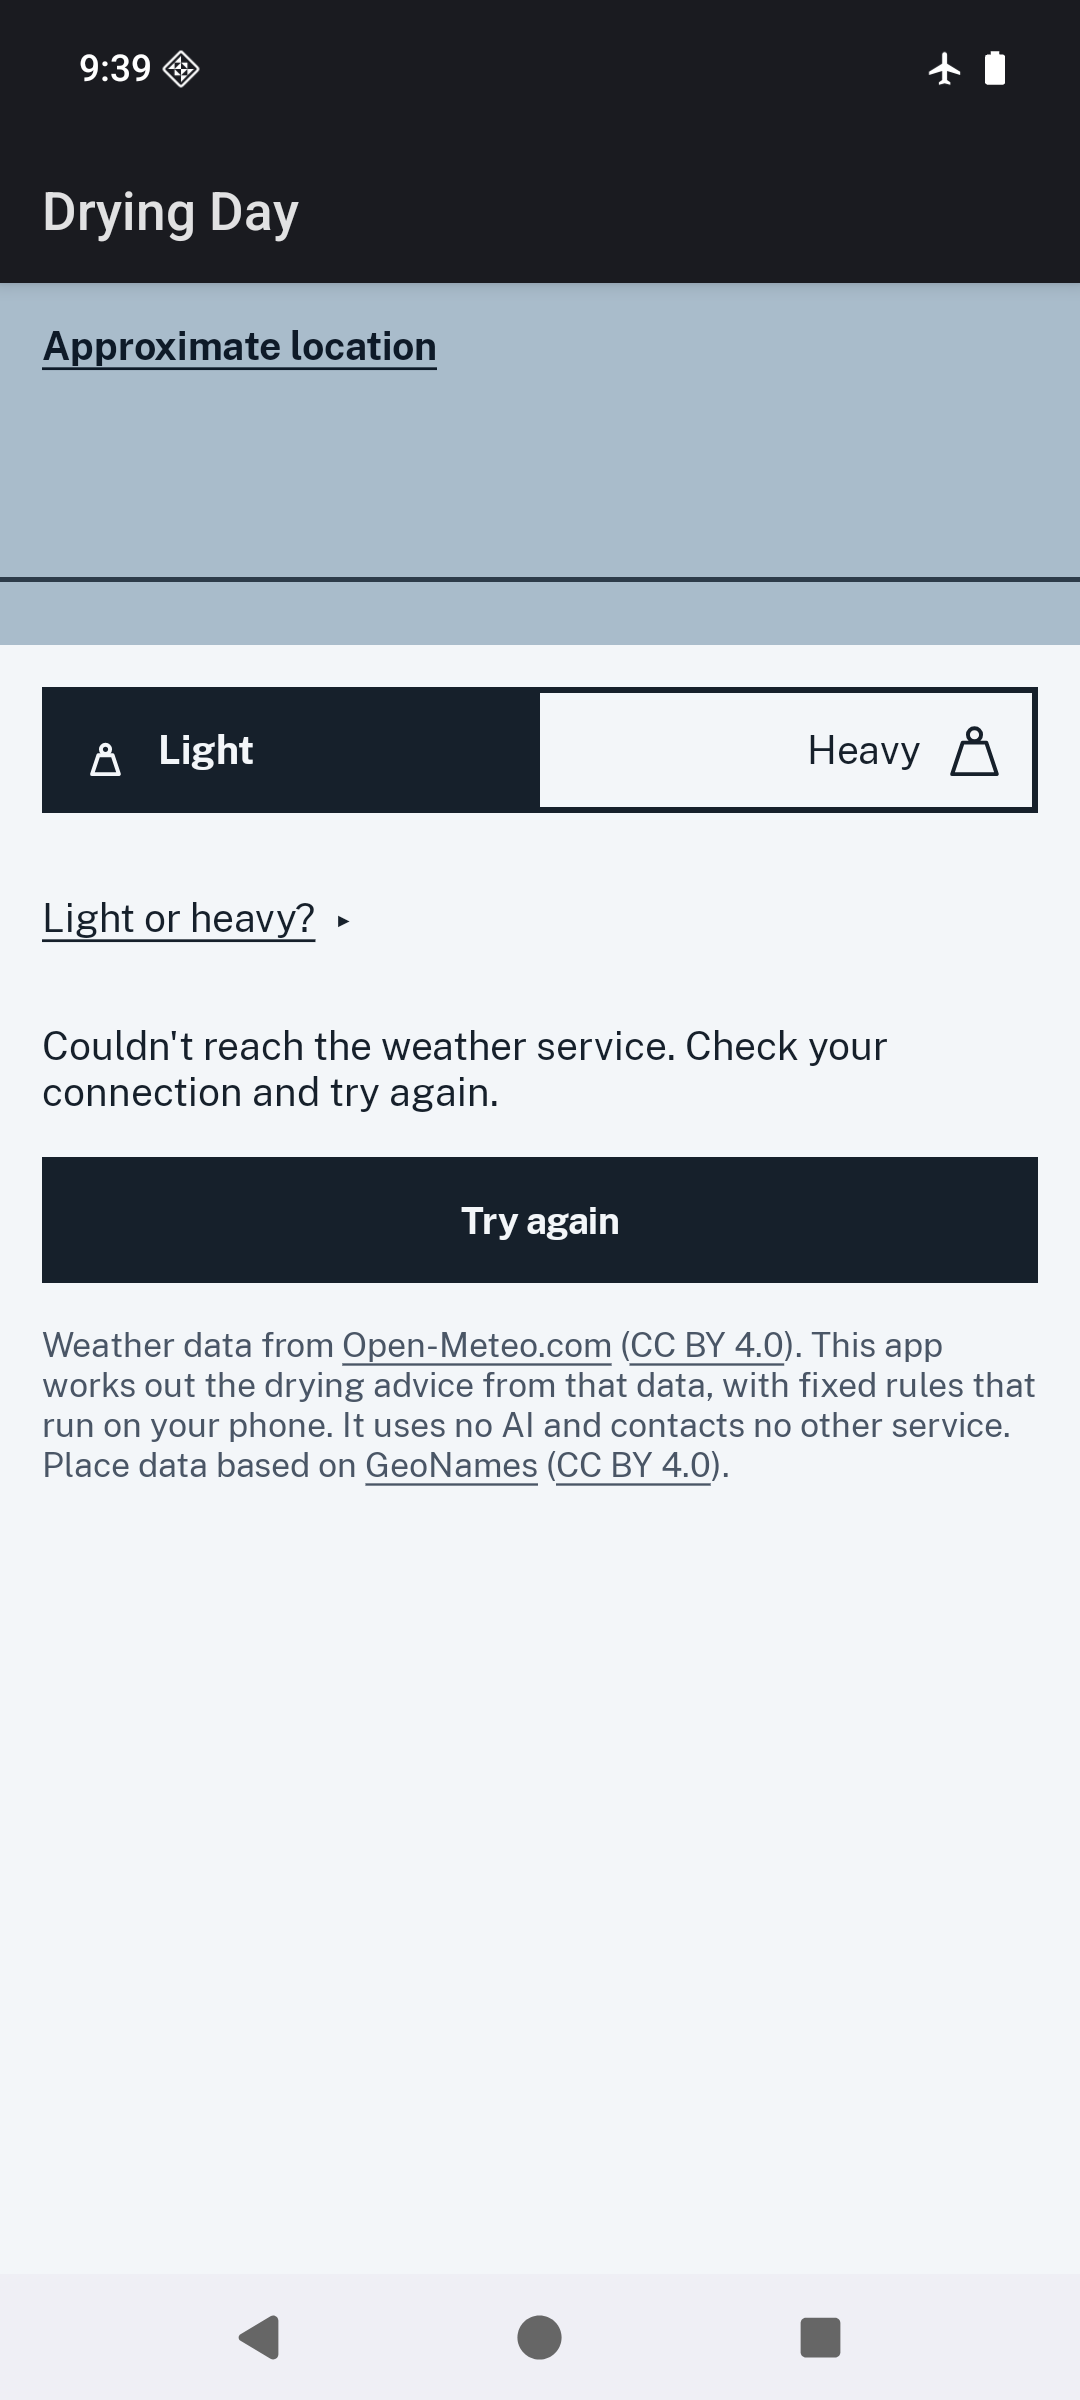 9:39
Drying Day
Approximate location
Light
Heavy
Light or heavy? ▸
Couldn't reach the weather service. Check your
connection and try again.
Try again
Weather data from Open-Meteo.com (CC BY 4.0). This app
works out the drying advice from that data, with fixed rules that
run on your phone. It uses no AI and contacts no other service.
Place data based on GeoNames (CC BY 4.0).